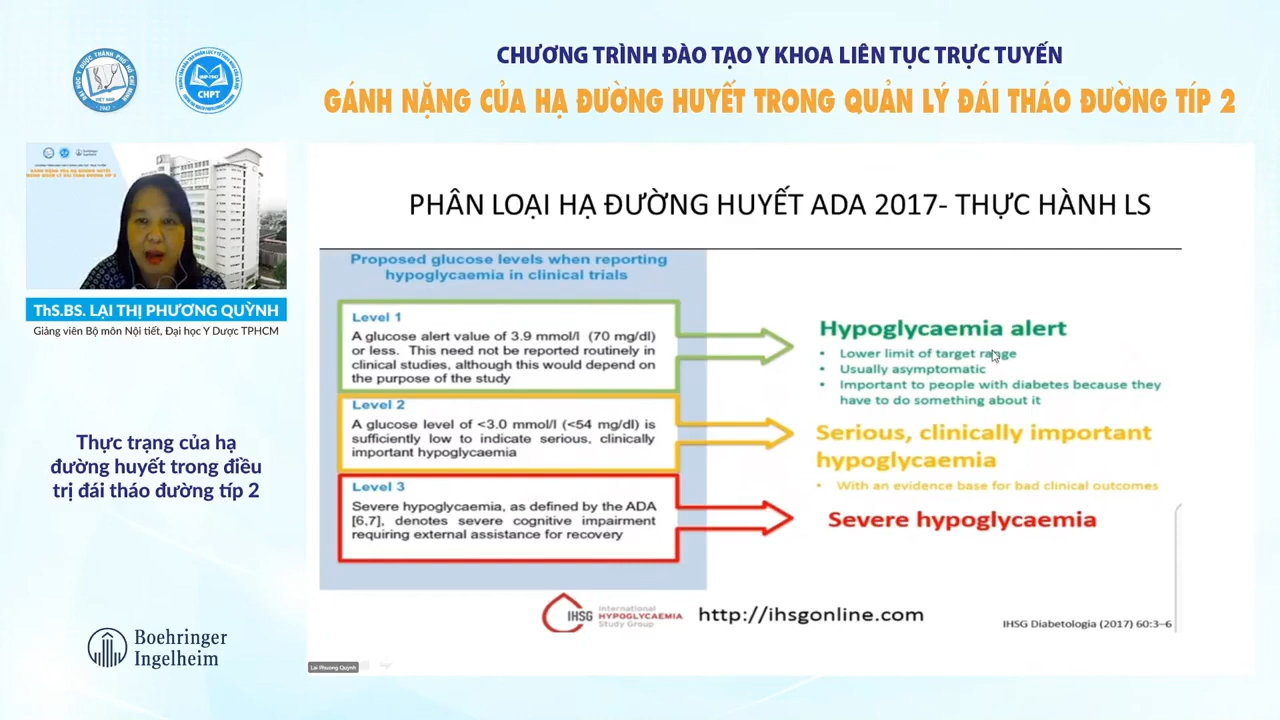 CHƯƠNG TRÌNH ĐÀO TẠO Y KHOA LIÊN TỤC TRỰC TUYẾN
GÁNH NẶNG CỦA HẠ ĐƯỜNG HUYẾT TRONG QUẢN LÝ ĐÁI THÁO ĐƯỜNG TÍP 2
CHPT
ThS.BS. LẠI THỊ PHƯƠNG QUỲNH
Giảng viên Bộ môn Nội tiết, Đại học Y Dược TPHCM
Thực trạng của hạ
đường huyết trong điều
trị đái tháo đường típ 2
Boehringer
Ingelheim
PHÂN LOẠI HẠ ĐƯỜNG HUYẾT ADA 2017- THỰC HÀNH LS
Proposed glucose levels when reporting
hypoglycaemia in clinical trials
Level 1
A glucose alert value of 3.9 mmol/l (70 mg/dl)
or less. This need not be reported routinely in
clinical studies, although this would depend on
the purpose of the study
Hypoglycaemia alert
• Lower limit of target range
• Usually asymptomatic
• Important to people with diabetes because they
have to do something about it
Level 2
A glucose level of <3.0 mmol/l (<54 mg/dl) is
sufficiently low to indicate serious, clinically
important hypoglycaemia
Serious, clinically important
hypoglycaemia
• With an evidence base for bad clinical outcomes
Level 3
Severe hypoglycaemia, as defined by the ADA
[6,7], denotes severe cognitive impairment
requiring external assistance for recovery
Severe hypoglycaemia
IHSG
International
HYPOGLYCAEMIA
Study Group
http://ihsgonline.com
IHSG Diabetologia (2017) 60:3–6
Lai Phuong Quynh